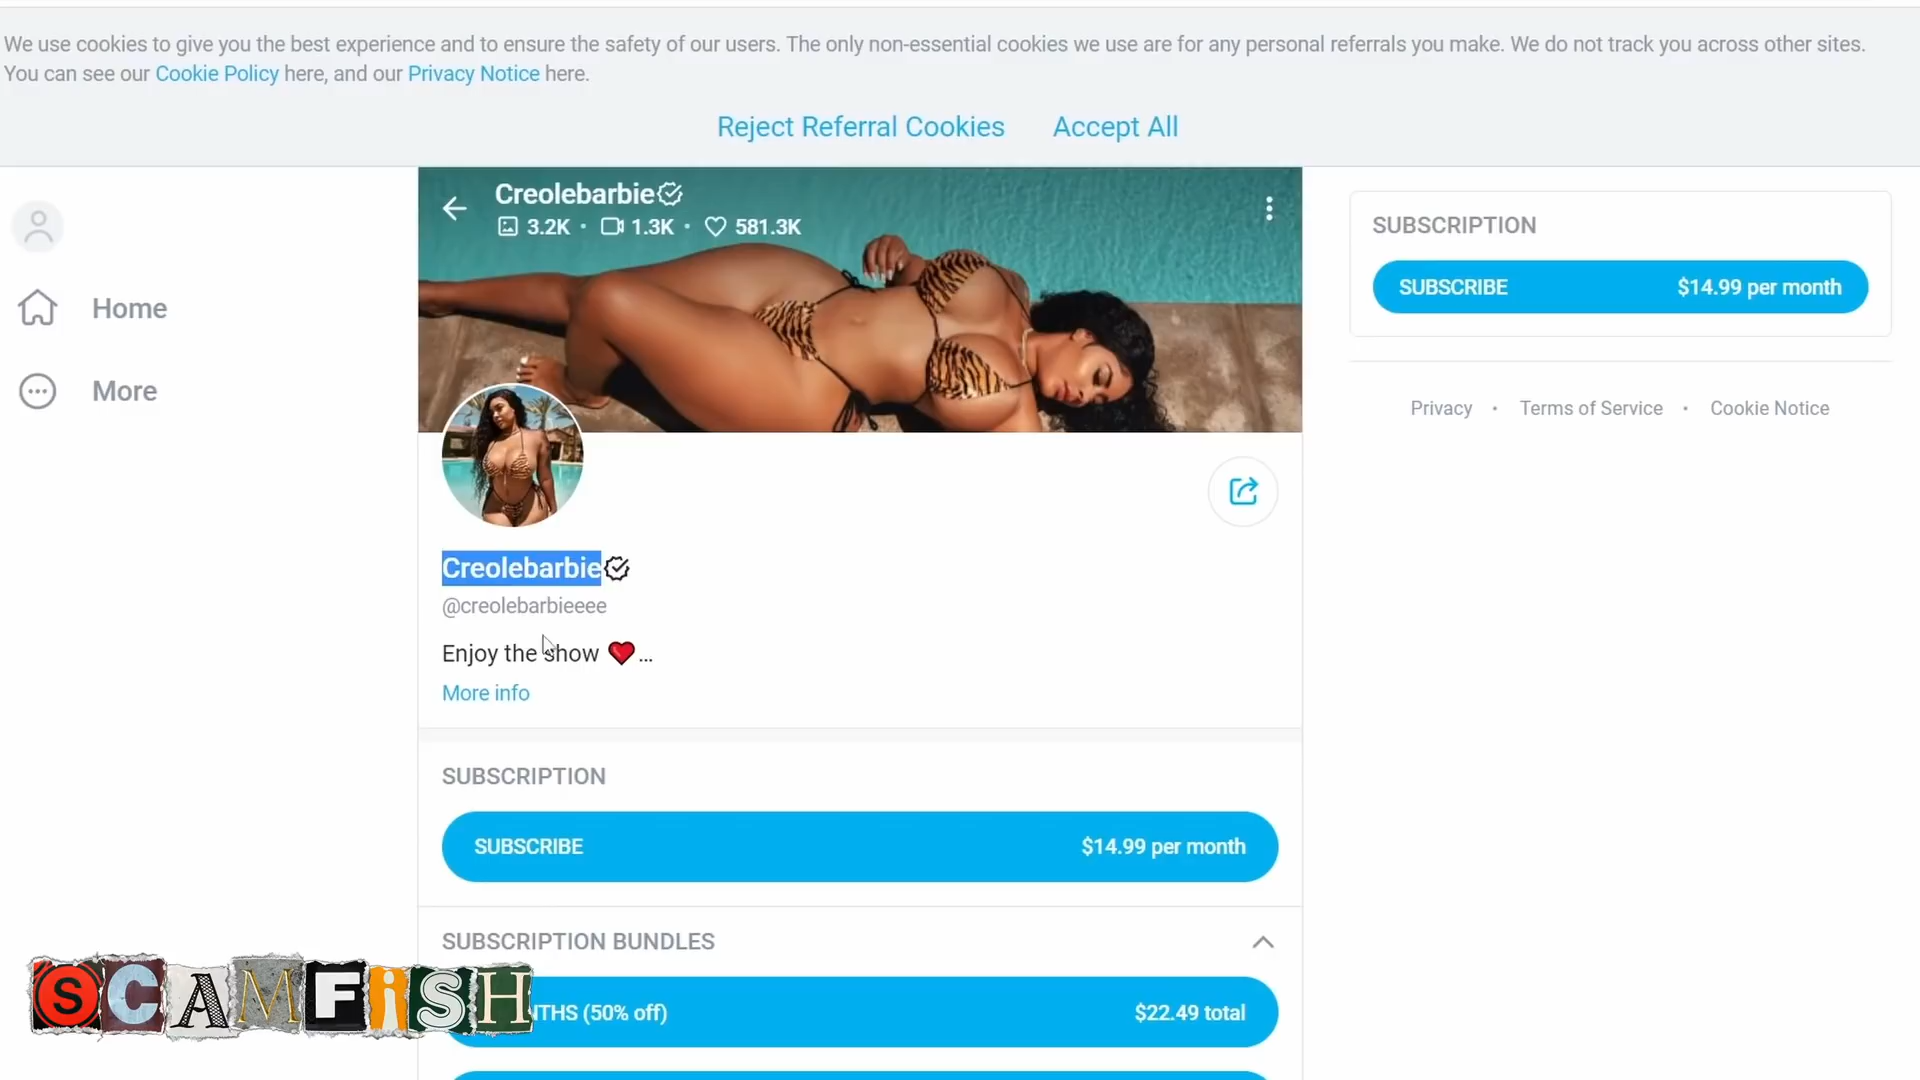 We use cookies to give you the best experience and to ensure the safety of our users. The only non-essential cookies we use are for any personal referrals you make. We do not track you across other sites.
You can see our Cookie Policy here, and our Privacy Notice here.
Reject Referral Cookies Accept All
Creolebarbie
3.2K • 1.3K • 581.3K
Home
More
SUBSCRIPTION
SUBSCRIBE $14.99 per month
Privacy • Terms of Service • Cookie Notice
Creolebarbie
@creolebarbieeee
Enjoy the show ❤️...
More info
SUBSCRIPTION
SUBSCRIBE $14.99 per month
SUBSCRIPTION BUNDLES
NTHS (50% off) $22.49 total
SCAMFiSH